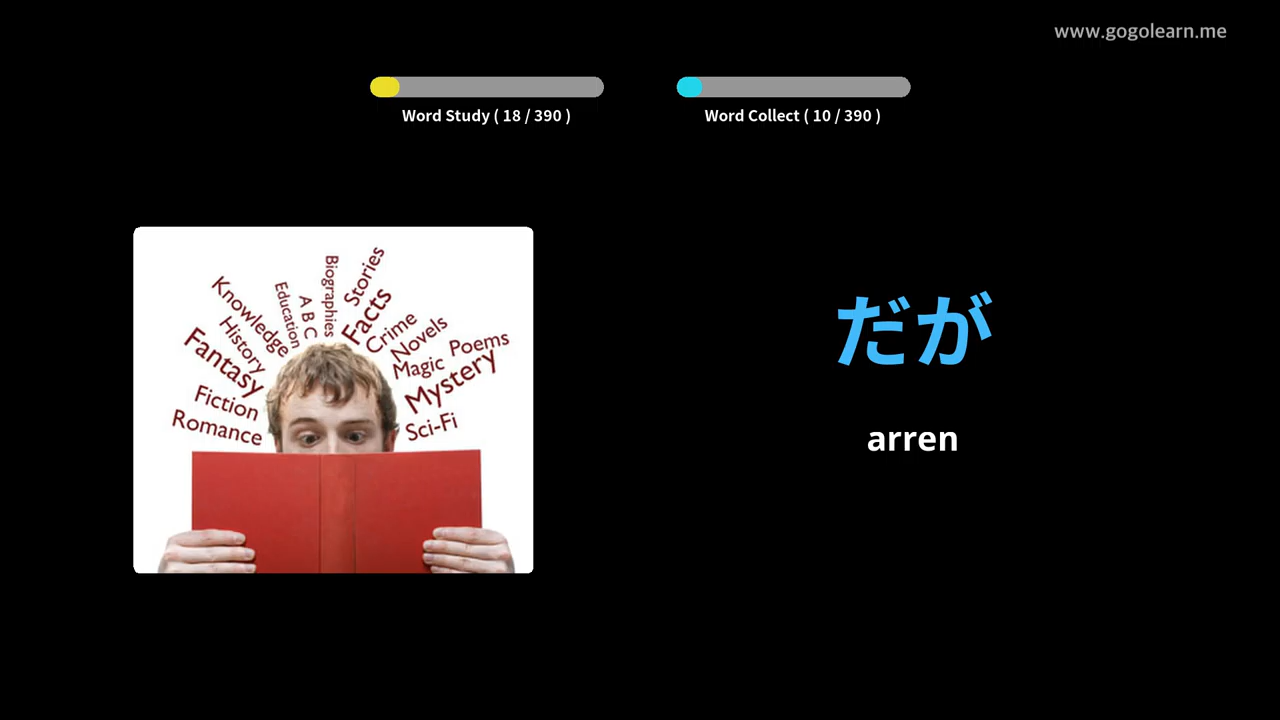 www.gogolearn.me
Word Study ( 18 / 390 )
Word Collect ( 10 / 390 )
Biographies
Stories
Education
A B C
Facts
Knowledge
Crime
History
Novels
Poems
Fantasy
Magic
Mystery
Fiction
Romance
Sci-Fi
だが
arren